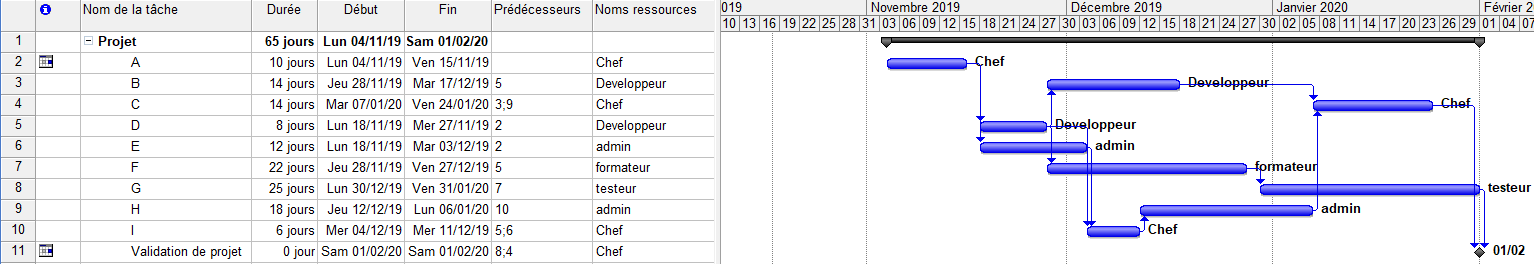 Nom de la tâche Durée Début Fin Prédécesseurs Noms ressources
1 Projet 65 jours Lun 04/11/19 Sam 01/02/20
2 A 10 jours Lun 04/11/19 Ven 15/11/19 Chef
3 B 14 jours Jeu 28/11/19 Mar 17/12/19 5 Developpeur
4 C 14 jours Mar 07/01/20 Ven 24/01/20 3;9 Chef
5 D 8 jours Lun 18/11/19 Mer 27/11/19 2 Developpeur
6 E 12 jours Lun 18/11/19 Mar 03/12/19 2 admin
7 F 22 jours Jeu 28/11/19 Ven 27/12/19 5 formateur
8 G 25 jours Lun 30/12/19 Ven 31/01/20 7 testeur
9 H 18 jours Jeu 12/12/19 Lun 06/01/20 10 admin
10 I 6 jours Mer 04/12/19 Mer 11/12/19 5;6 Chef
11 Validation de projet 0 jour Sam 01/02/20 Sam 01/02/20 8;4 Chef
019 Novembre 2019 Décembre 2019 Janvier 2020 Février 2
10 13 16 19 22 25 28 31 03 06 09 12 15 18 21 24 27 30 03 06 09 12 15 18 21 24 27 30 02 05 08 11 14 17 20 23 26 29 01 04 07
Chef
Developpeur
Chef
Developpeur
admin
formateur
testeur
admin
Chef
01/02